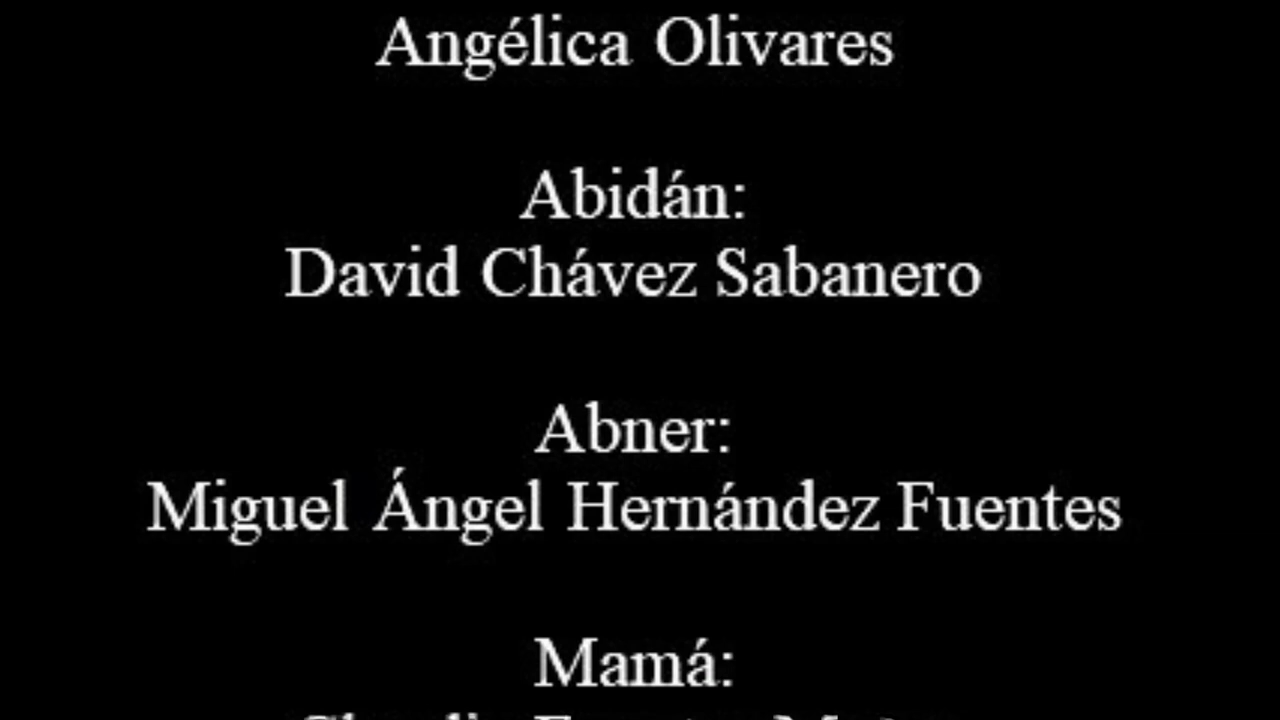 Angélica Olivares
Abidán:
David Chávez Sabanero
Abner:
Miguel Ángel Hernández Fuentes
Mamá: